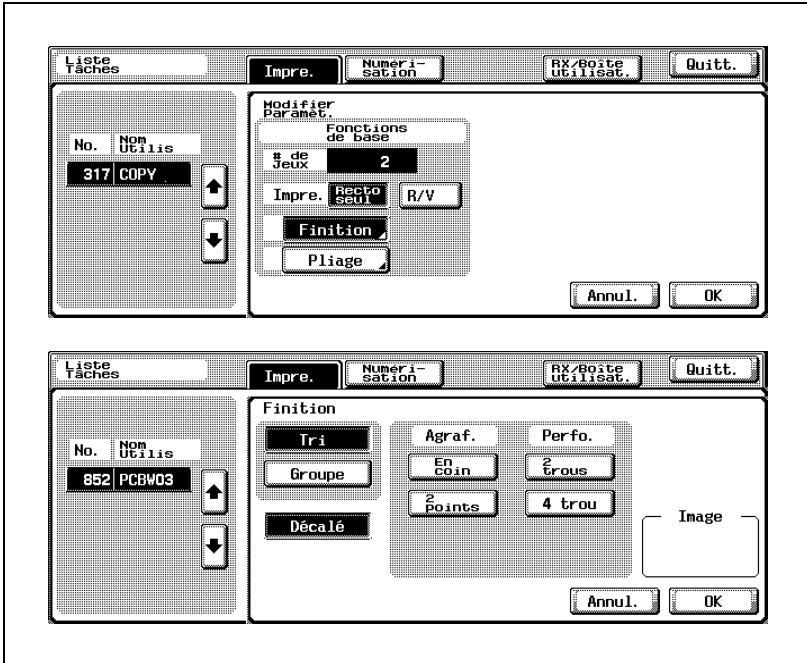 Liste
Tâches
Impre.
Numéri-
sation
RX/Boîte
utilisat.
Quitt.
No.
Nom
Utilis
317 COPY
Modifier
Paramèt.
Fonctions
de base
# de
Jeux
2
Impre.
Recto
seul
R/V
Finition
Pliage
Annul.
OK
Liste
Tâches
Impre.
Numéri-
sation
RX/Boîte
utilisat.
Quitt.
No.
Nom
Utilis
852 PCBW03
Finition
Tri
Groupe
Décalé
Agraf.
En
coin
2
Points
Perfo.
2
trous
4 trou
Image
Annul.
OK